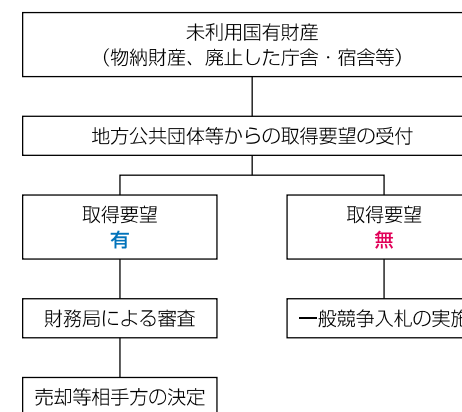 未利用国有財産
（物納財産、廃止した庁舎・宿舎等）
地方公共団体等からの取得要望の受付
取得要望
有
取得要望
無
財務局による審査
一般競争入札の実施
売却等相手方の決定